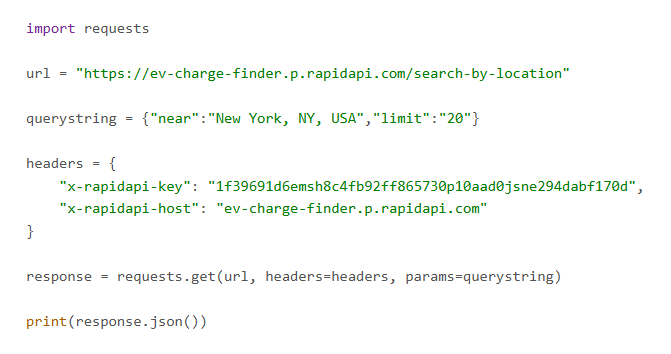 import requests
url = "https://ev-charge-finder.p.rapidapi.com/search-by-location"
querystring = {"near":"New York, NY, USA","limit":"20"}
headers = {
    "x-rapidapi-key": "1f39691d6emsh8c4fb92ff865730p10aad0jsne294dabf170d",
    "x-rapidapi-host": "ev-charge-finder.p.rapidapi.com"
}
response = requests.get(url, headers=headers, params=querystring)
print(response.json())